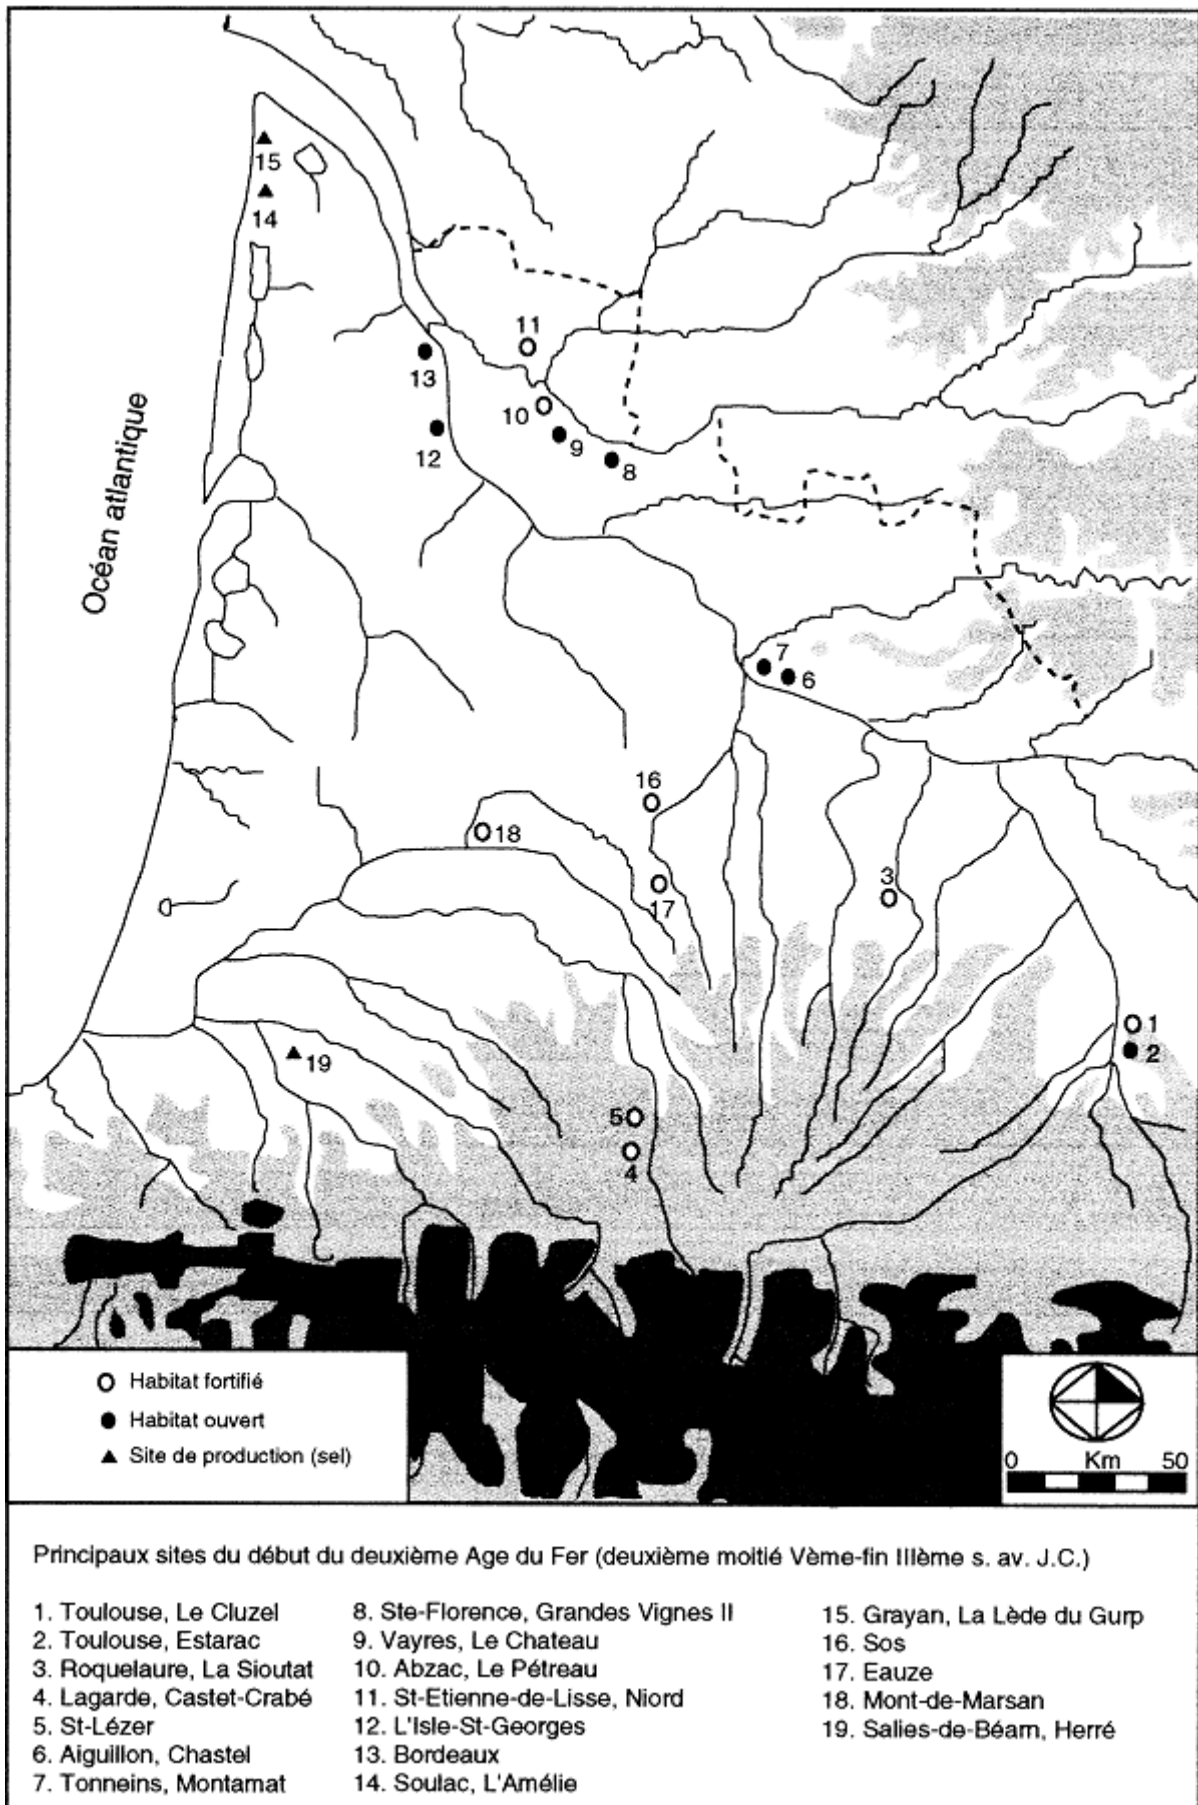 15
14
11
13
10
9
12
8
Océan atlantique
7
6
16
18
3
17
1
2
19
5
4
Habitat fortifié
Habitat ouvert
Site de production (sel)
0 Km 50
Principaux sites du début du deuxième Age du Fer (deuxième moitié Vème-fin IIIème s. av. J.C.)
1. Toulouse, Le Cluzel
2. Toulouse, Estarac
3. Roquelaure, La Sioutat
4. Lagarde, Castet-Crabé
5. St-Lézer
6. Aiguillon, Chastel
7. Tonneins, Montamat
8. Ste-Florence, Grandes Vignes II
9. Vayres, Le Chateau
10. Abzac, Le Pétreau
11. St-Etienne-de-Lisse, Niord
12. L'Isle-St-Georges
13. Bordeaux
14. Soulac, L'Amélie
15. Grayan, La Lède du Gurp
16. Sos
17. Eauze
18. Mont-de-Marsan
19. Salies-de-Béarn, Herré